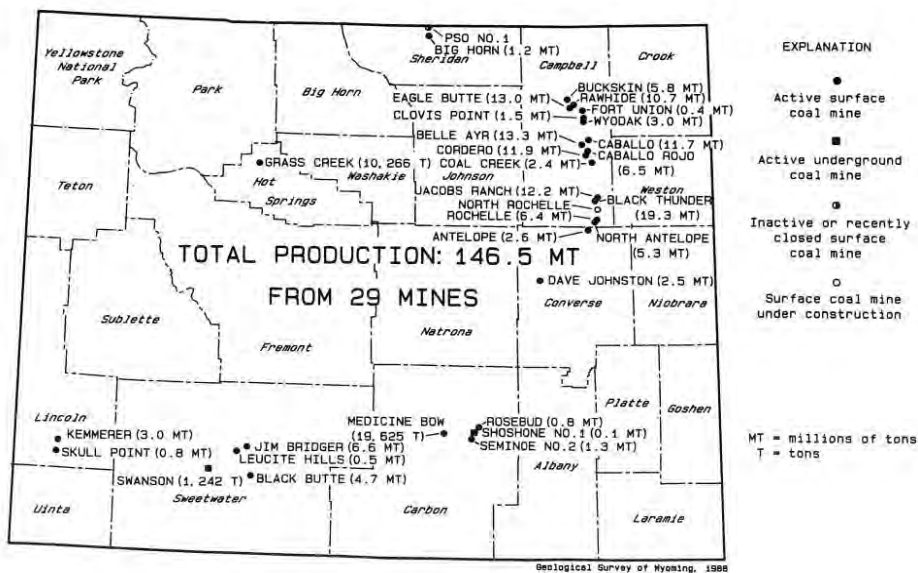 Yellowstone
National
Park
Park
Big Horn
PSO NO.1
BIG HORN (1.2 MT)
Sheridan
Campbell
Crook
BUCKSKIN (5.8 MT)
EAGLE BUTTE (13.0 MT)
RAWHIDE (10.7 MT)
FORT UNION (0.4 MT)
CLOVIS POINT (1.5 MT)
WYODAK (3.0 MT)
BELLE AYR (13.3 MT)
CABALLO (11.7 MT)
CORDERO (11.9 MT)
CABALLO ROJO
(6.5 MT)
GRASS CREEK (10,266 T)
COAL CREEK (2.4 MT)
Teton
Hot
Springs
Washakie
Johnson
Weston
JACOBS RANCH (12.2 MT)
BLACK THUNDER
(19.3 MT)
NORTH ROCHELLE
ROCHELLE (6.4 MT)
ANTELOPE (2.6 MT)
NORTH ANTELOPE
(5.3 MT)
TOTAL PRODUCTION: 146.5 MT
FROM 29 MINES
DAVE JOHNSTON (2.5 MT)
Converse
Niobrara
Sublette
Fremont
Natrona
Platte
Goshen
Lincoln
KEMMERER (3.0 MT)
SKULL POINT (0.8 MT)
JIM BRIDGER (6.6 MT)
LEUCITE HILLS (0.5 MT)
SWANSON (1,242 T)
BLACK BUTTE (4.7 MT)
Sweetwater
MEDICINE BOW
(19,625 T)
ROSEBUD (0.8 MT)
SHOSHONE NO.1 (0.1 MT)
SEMINOE NO.2 (1.3 MT)
Albany
Uinta
Carbon
Laramie
Geological Survey of Wyoming, 1988
EXPLANATION
Active surface
coal mine
Active underground
coal mine
Inactive or recently
closed surface
coal mine
Surface coal mine
under construction
MT = millions of tons
T = tons